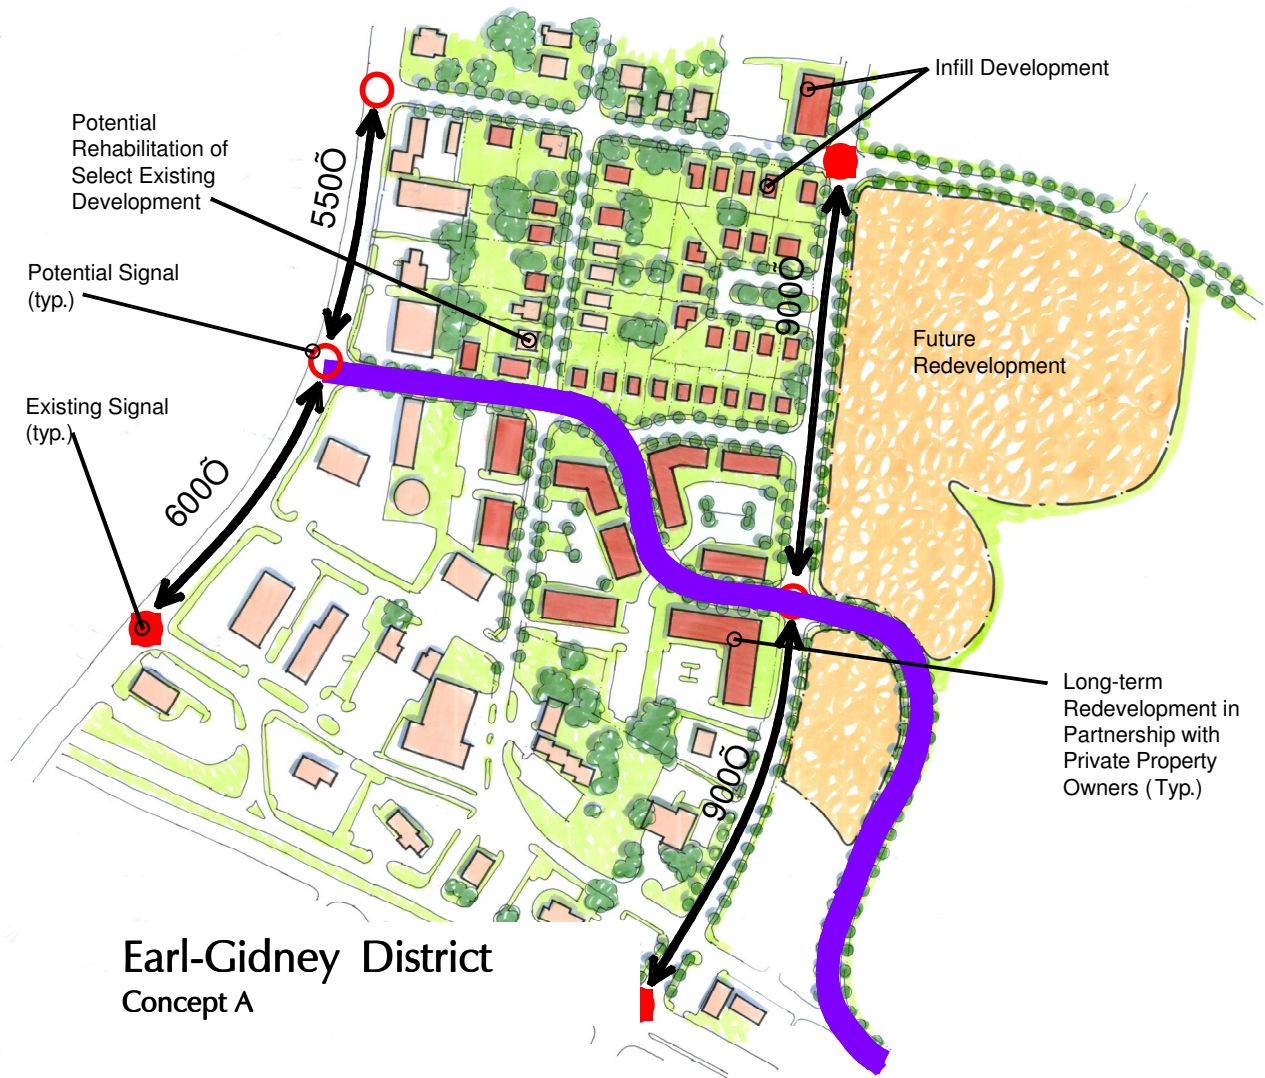 Infill Development
Potential
Rehabilitation of
Select Existing
Development
550Õ
Potential Signal
(typ.)
900Õ
Future
Redevelopment
Existing Signal
(typ.)
600Õ
Long-term
Redevelopment in
Partnership with
Private Property
Owners (Typ.)
900Õ
Earl-Gidney District
Concept A